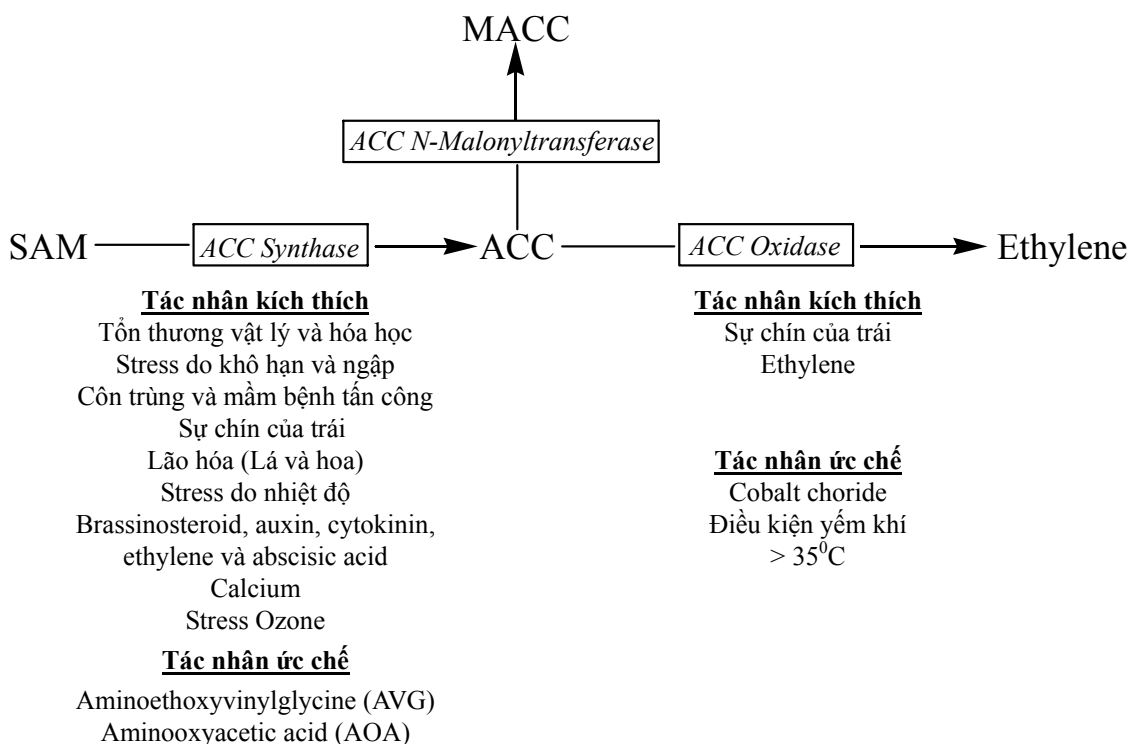 MACC
ACC N-Malonyltransferase
SAM
ACC Synthase
ACC
ACC Oxidase
Ethylene
Tác nhân kích thích
Tổn thương vật lý và hóa học
Stress do khô hạn và ngập
Côn trùng và mầm bệnh tấn công
Sự chín của trái
Lão hóa (Lá và hoa)
Stress do nhiệt độ
Brassinosteroid, auxin, cytokinin,
ethylene và abscisic acid
Calcium
Stress Ozone
Tác nhân ức chế
Aminoethoxyvinylglycine (AVG)
Aminooxyacetic acid (AOA)
Tác nhân kích thích
Sự chín của trái
Ethylene
Tác nhân ức chế
Cobalt choride
Điều kiện yếm khí
> 35⁰C